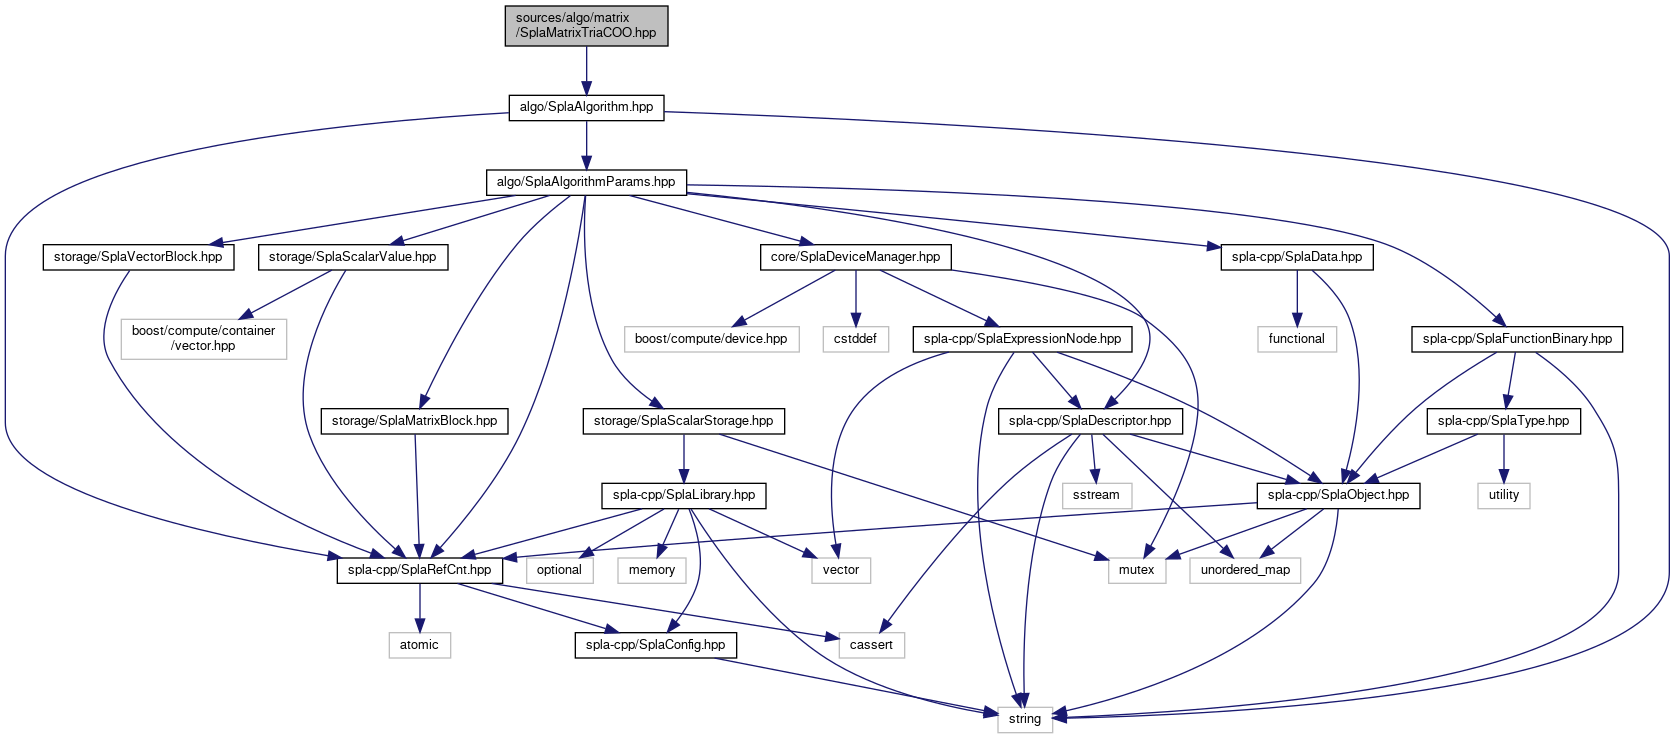 sources/algo/matrix
/SplaMatrixTriaCOO.hpp
algo/SplaAlgorithm.hpp
algo/SplaAlgorithmParams.hpp
storage/SplaVectorBlock.hpp
storage/SplaScalarValue.hpp
core/SplaDeviceManager.hpp
spla-cpp/SplaData.hpp
boost/compute/container
/vector.hpp
boost/compute/device.hpp
cstddef
spla-cpp/SplaExpressionNode.hpp
functional
spla-cpp/SplaFunctionBinary.hpp
storage/SplaMatrixBlock.hpp
storage/SplaScalarStorage.hpp
spla-cpp/SplaDescriptor.hpp
spla-cpp/SplaType.hpp
spla-cpp/SplaLibrary.hpp
sstream
spla-cpp/SplaObject.hpp
utility
spla-cpp/SplaRefCnt.hpp
optional
memory
vector
mutex
unordered_map
atomic
spla-cpp/SplaConfig.hpp
cassert
string